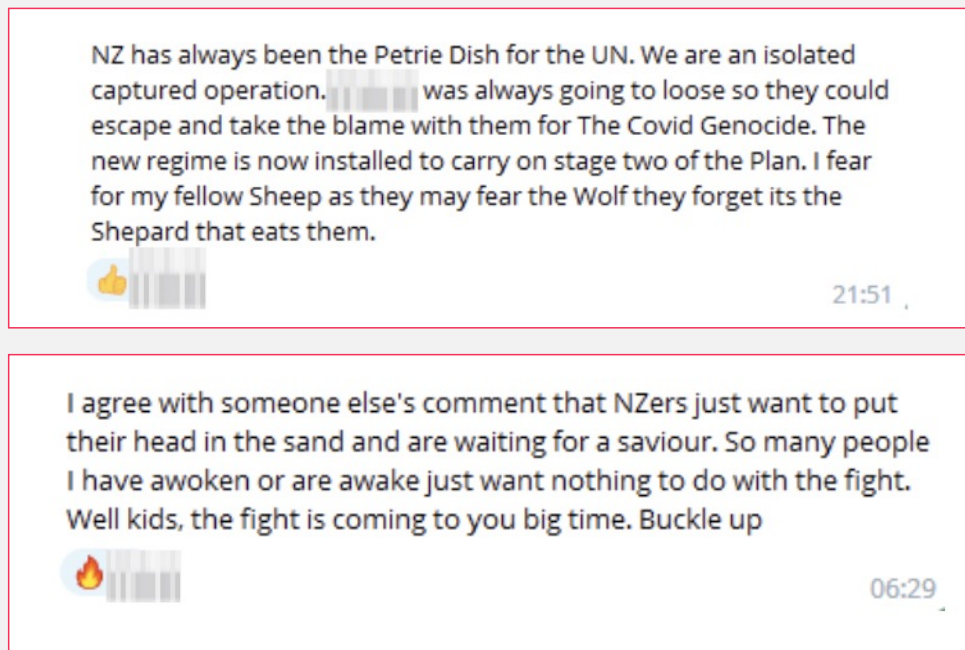 NZ has always been the Petrie Dish for the UN. We are an isolated
captured operation. was always going to loose so they could
escape and take the blame with them for The Covid Genocide. The
new regime is now installed to carry on stage two of the Plan. I fear
for my fellow Sheep as they may fear the Wolf they forget its the
Shepard that eats them.
21:51
I agree with someone else's comment that NZers just want to put
their head in the sand and are waiting for a saviour. So many people
I have awoken or are awake just want nothing to do with the fight.
Well kids, the fight is coming to you big time. Buckle up
06:29